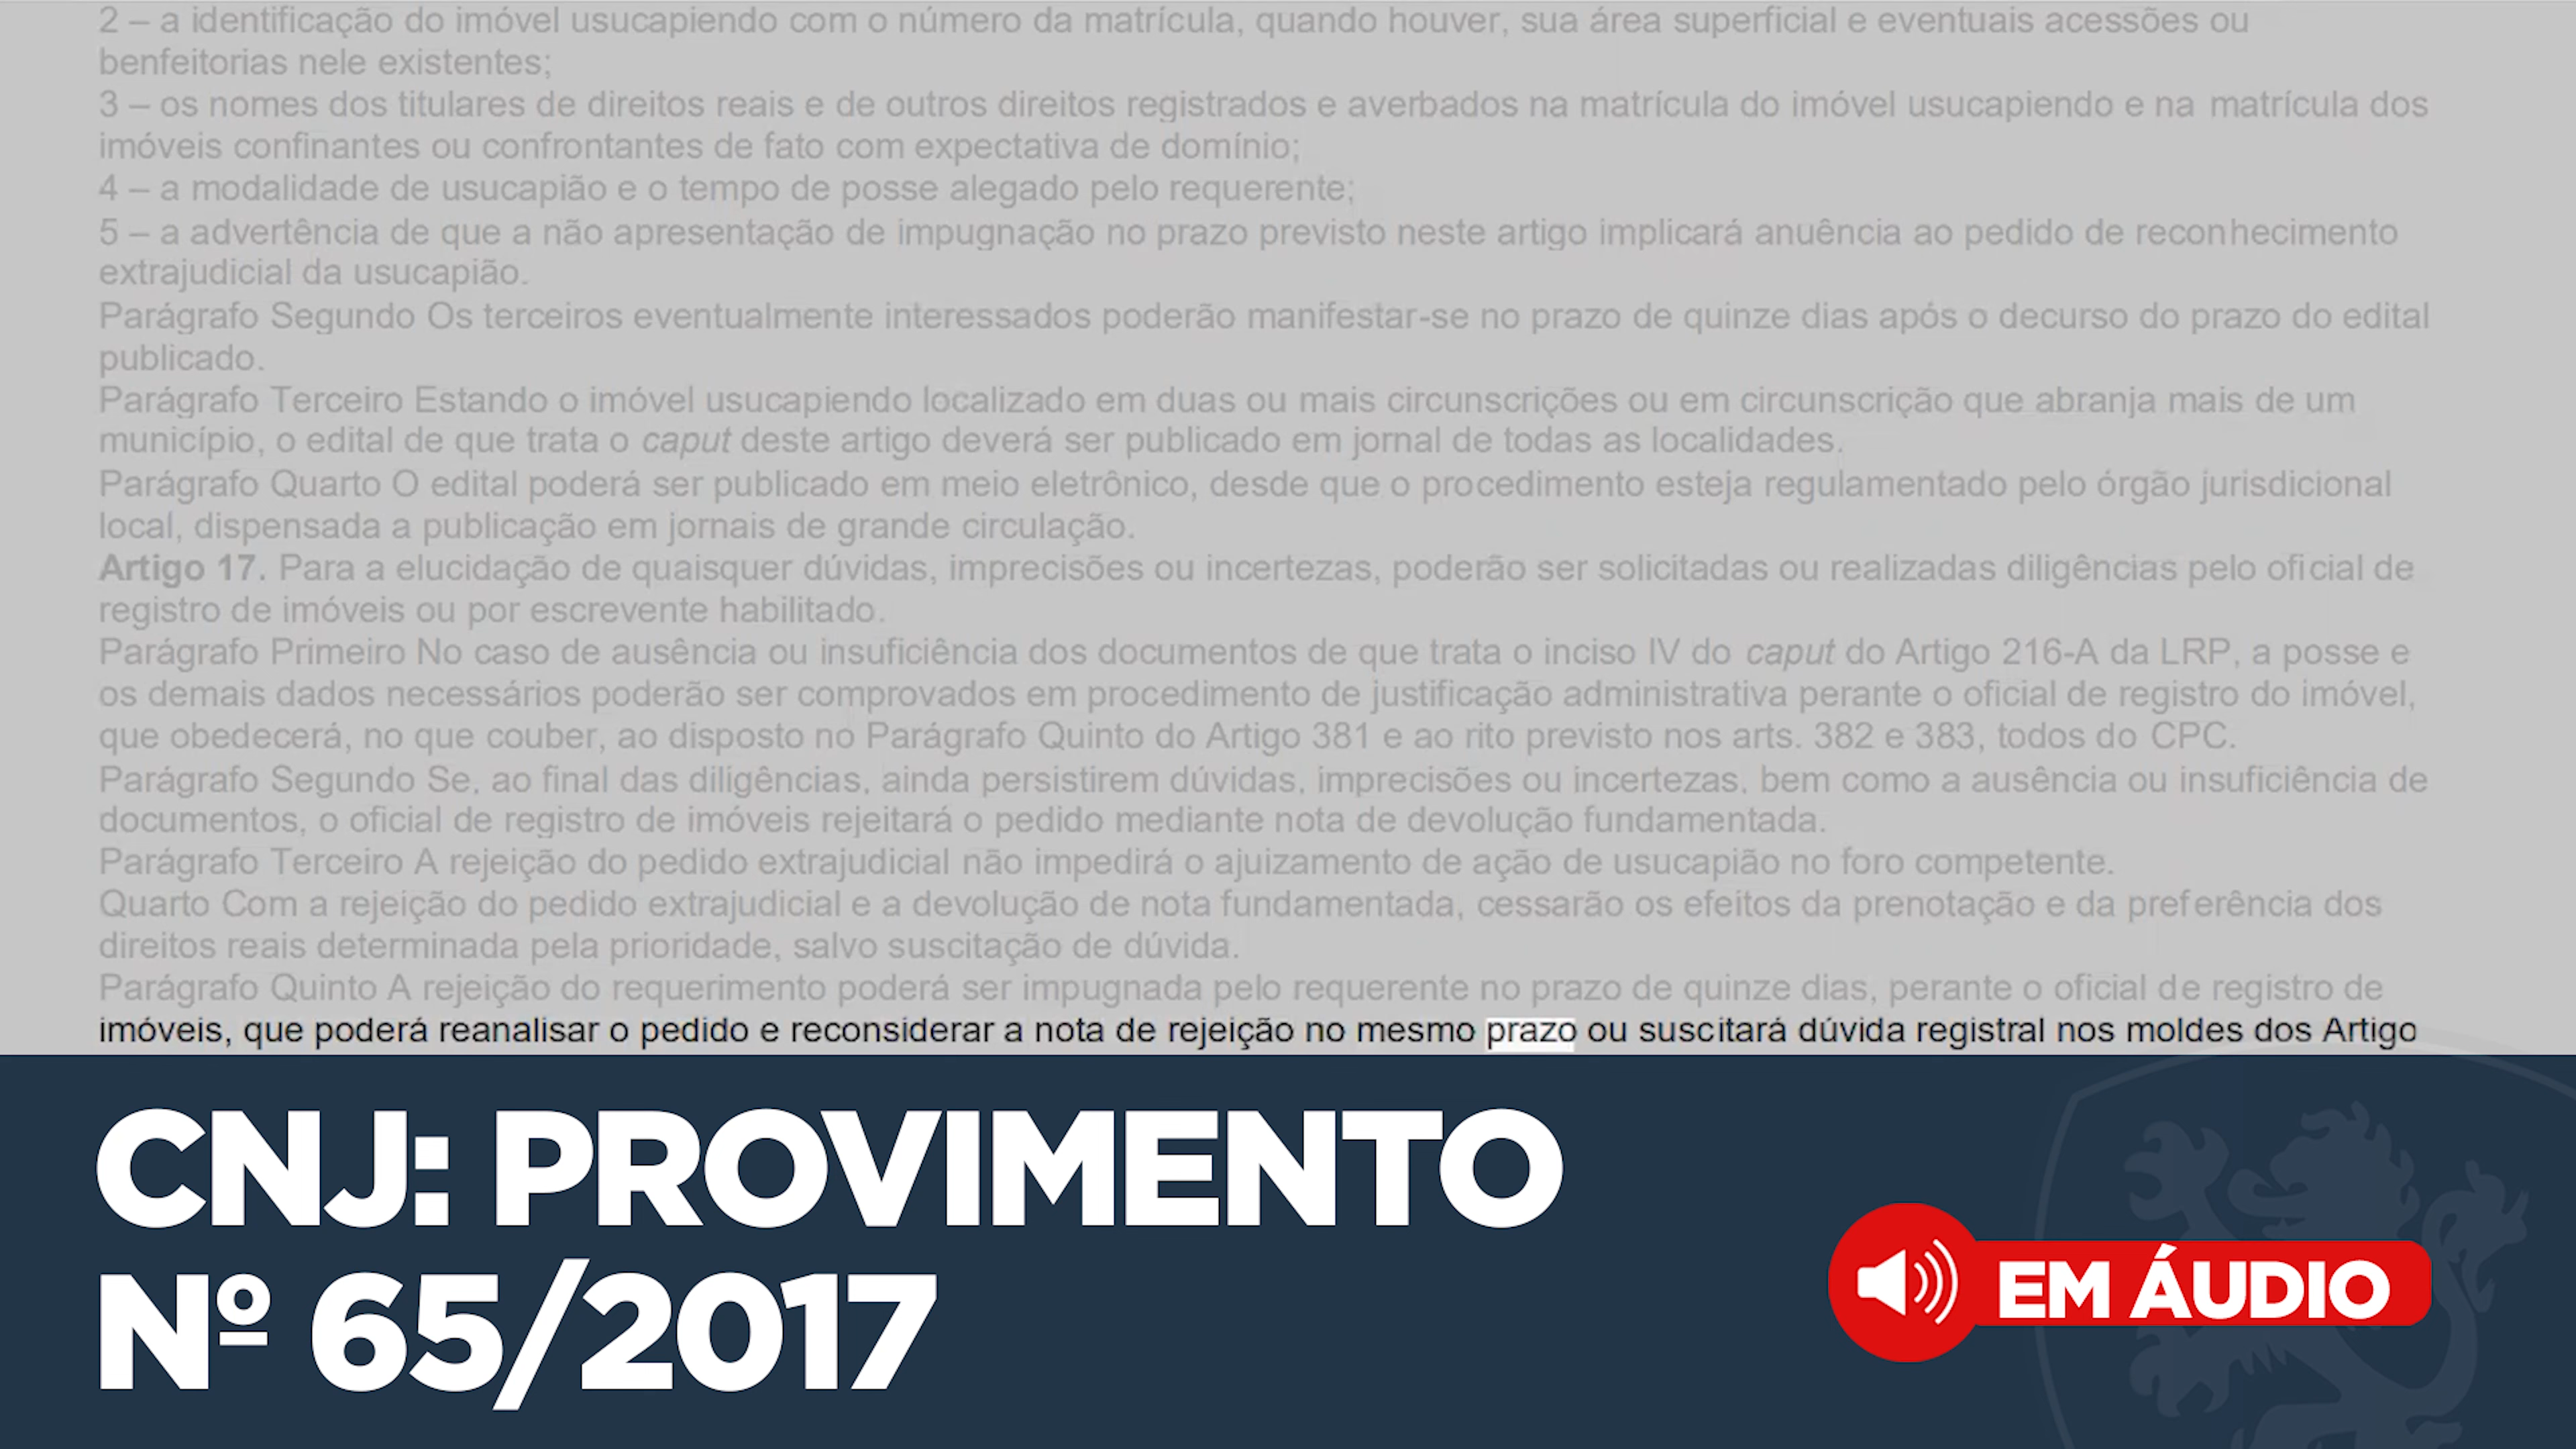 2 – a identificação do imóvel usucapiendo com o número da matrícula, quando houver, sua área superficial e eventuais acessões ou
benfeitorias nele existentes;
3 – os nomes dos titulares de direitos reais e de outros direitos registrados e averbados na matrícula do imóvel usucapiendo e na matrícula dos
imóveis confinantes ou confrontantes de fato com expectativa de domínio;
4 – a modalidade de usucapião e o tempo de posse alegado pelo requerente;
5 – a advertência de que a não apresentação de impugnação no prazo previsto neste artigo implicará anuência ao pedido de reconhecimento
extrajudicial da usucapião.
Parágrafo Segundo Os terceiros eventualmente interessados poderão manifestar-se no prazo de quinze dias após o decurso do prazo do edital
publicado.
Parágrafo Terceiro Estando o imóvel usucapiendo localizado em duas ou mais circunscrições ou em circunscrição que abranja mais de um
município, o edital de que trata o caput deste artigo deverá ser publicado em jornal de todas as localidades.
Parágrafo Quarto O edital poderá ser publicado em meio eletrônico, desde que o procedimento esteja regulamentado pelo órgão jurisdicional
local, dispensada a publicação em jornais de grande circulação.
Artigo 17. Para a elucidação de quaisquer dúvidas, imprecisões ou incertezas, poderão ser solicitadas ou realizadas diligências pelo oficial de
registro de imóveis ou por escrevente habilitado.
Parágrafo Primeiro No caso de ausência ou insuficiência dos documentos de que trata o inciso IV do caput do Artigo 216-A da LRP, a posse e
os demais dados necessários poderão ser comprovados em procedimento de justificação administrativa perante o oficial de registro do imóvel,
que obedecerá, no que couber, ao disposto no Parágrafo Quinto do Artigo 381 e ao rito previsto nos arts. 382 e 383, todos do CPC.
Parágrafo Segundo Se, ao final das diligências, ainda persistirem dúvidas, imprecisões ou incertezas, bem como a ausência ou insuficiência de
documentos, o oficial de registro de imóveis rejeitará o pedido mediante nota de devolução fundamentada.
Parágrafo Terceiro A rejeição do pedido extrajudicial não impedirá o ajuizamento de ação de usucapião no foro competente.
Quarto Com a rejeição do pedido extrajudicial e a devolução de nota fundamentada, cessarão os efeitos da prenotação e da preferência dos
direitos reais determinada pela prioridade, salvo suscitação de dúvida.
Parágrafo Quinto A rejeição do requerimento poderá ser impugnada pelo requerente no prazo de quinze dias, perante o oficial de registro de
imóveis, que poderá reanalisar o pedido e reconsiderar a nota de rejeição no mesmo prazo ou suscitará dúvida registral nos moldes dos Artigo
CNJ: PROVIMENTO
Nº 65/2017
EM ÁUDIO